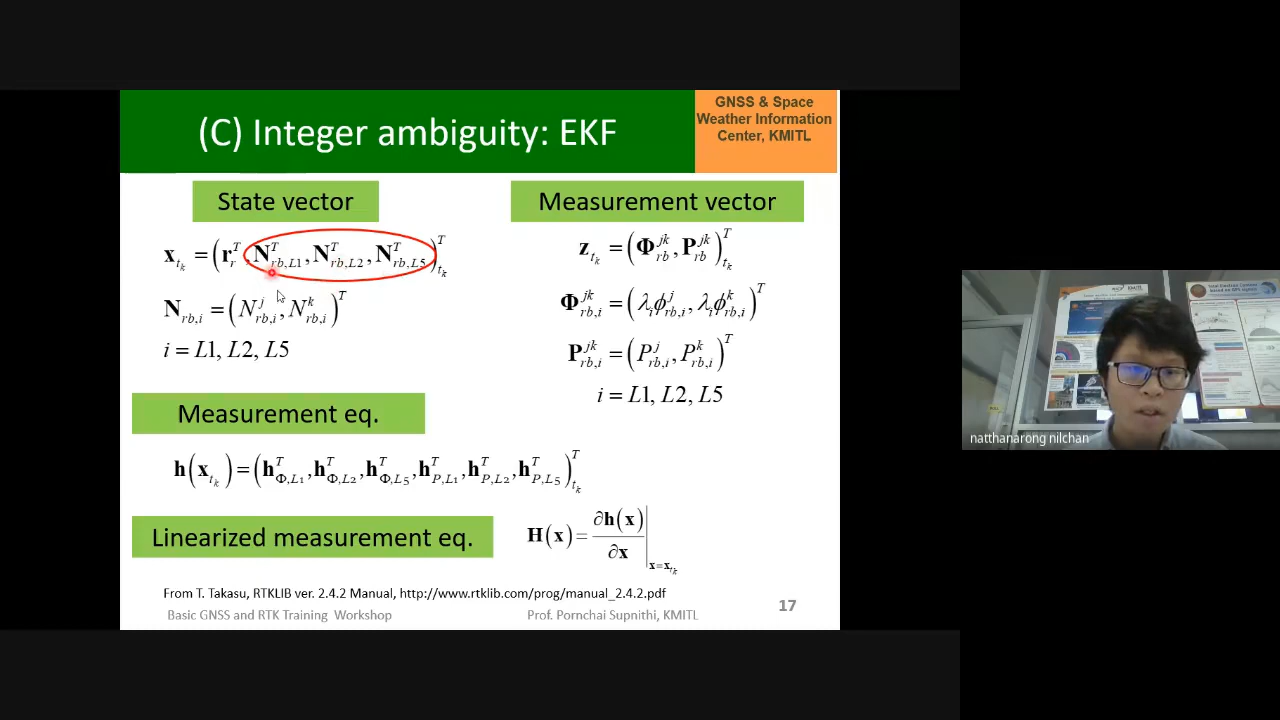 (C) Integer ambiguity: EKF
GNSS & Space
Weather Information
Center, KMITL
State vector
x_{t_k} = (r_r^T, N_{rb,L1}^T, N_{rb,L2}^T, N_{rb,L5}^T)_{t_k}^T
N_{rb,i} = (N_{rb,i}^j, N_{rb,i}^k)^T
i = L1, L2, L5
Measurement vector
z_{t_k} = (Φ_{rb}^{jk}, P_{rb}^{jk})_{t_k}^T
Φ_{rb,i}^{jk} = (λ_i ϕ_{rb,i}^j, λ_i ϕ_{rb,i}^k)^T
P_{rb,i}^{jk} = (P_{rb,i}^j, P_{rb,i}^k)^T
i = L1, L2, L5
Measurement eq.
h(x_{t_k}) = (h_{Φ,L1}^T, h_{Φ,L2}^T, h_{Φ,L5}^T, h_{P,L1}^T, h_{P,L2}^T, h_{P,L5}^T)_{t_k}^T
Linearized measurement eq.
H(x) = ∂h(x)/∂x |_{x=x_{t_k}}
From T. Takasu, RTKLIB ver. 2.4.2 Manual, http://www.rtklib.com/prog/manual_2.4.2.pdf
Basic GNSS and RTK Training Workshop
Prof. Pornchai Supnithi, KMITL
17
natthanarong nilchan